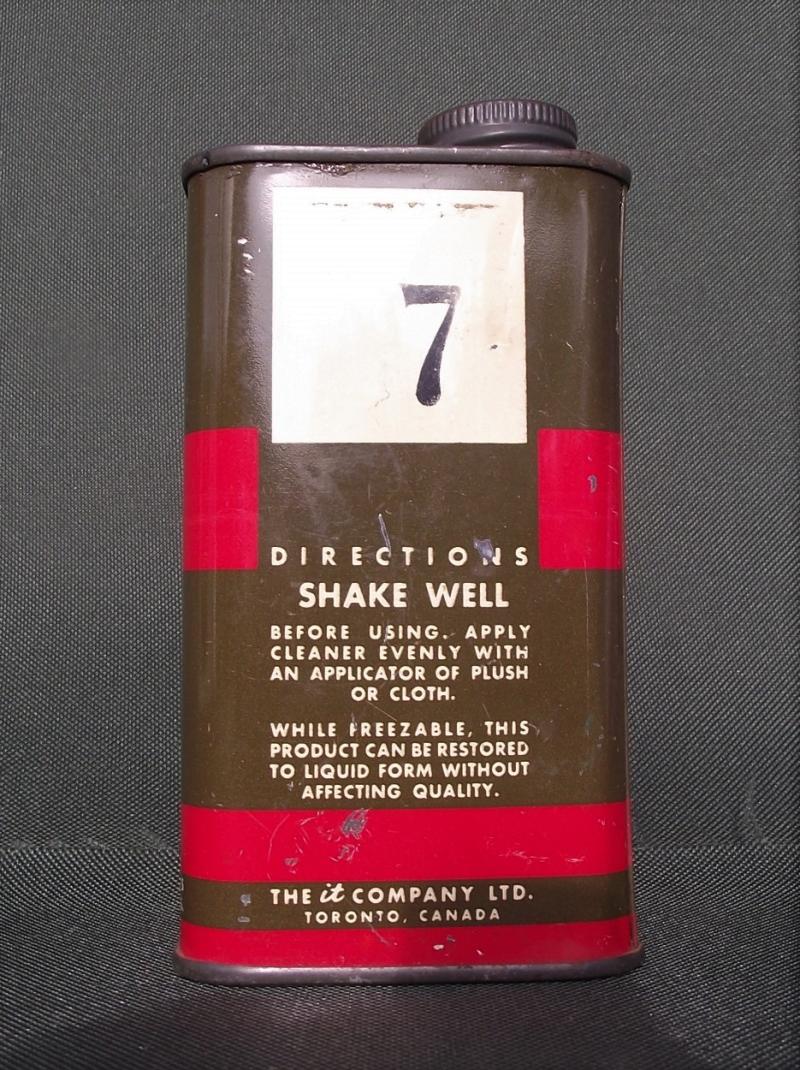 7
DIRECTIONS
SHAKE WELL
BEFORE USING. APPLY
CLEANER EVENLY WITH
AN APPLICATOR OF PLUSH
OR CLOTH.
WHILE FREEZABLE, THIS
PRODUCT CAN BE RESTORED
TO LIQUID FORM WITHOUT
AFFECTING QUALITY.
THE it COMPANY LTD.
TORONTO, CANADA